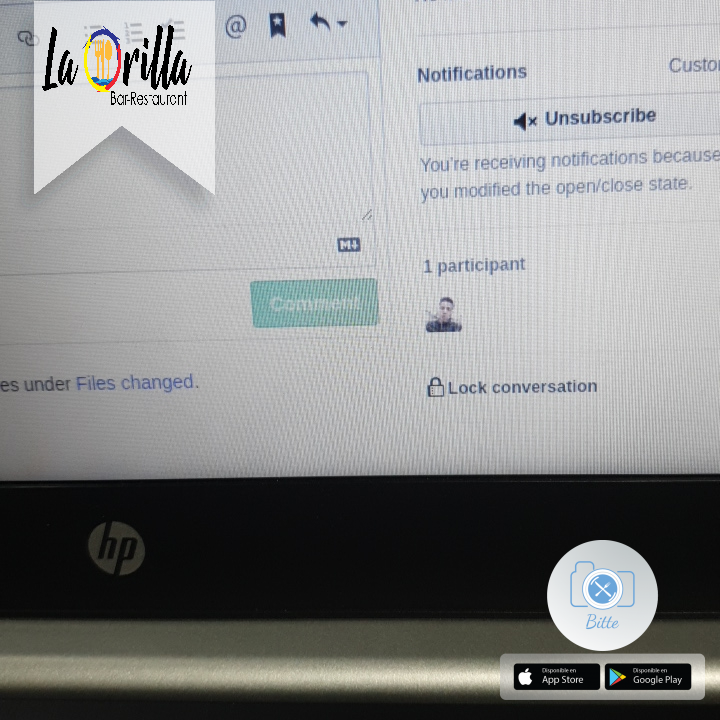 La Orilla
Bar-Restaurant
@
Notifications
Unsubscribe
You're receiving notifications because
you modified the open/close state.
M↓
1 participant
Comment
es under Files changed.
Lock conversation
hp
Bitte
Disponible en
App Store
Disponible en
Google Play